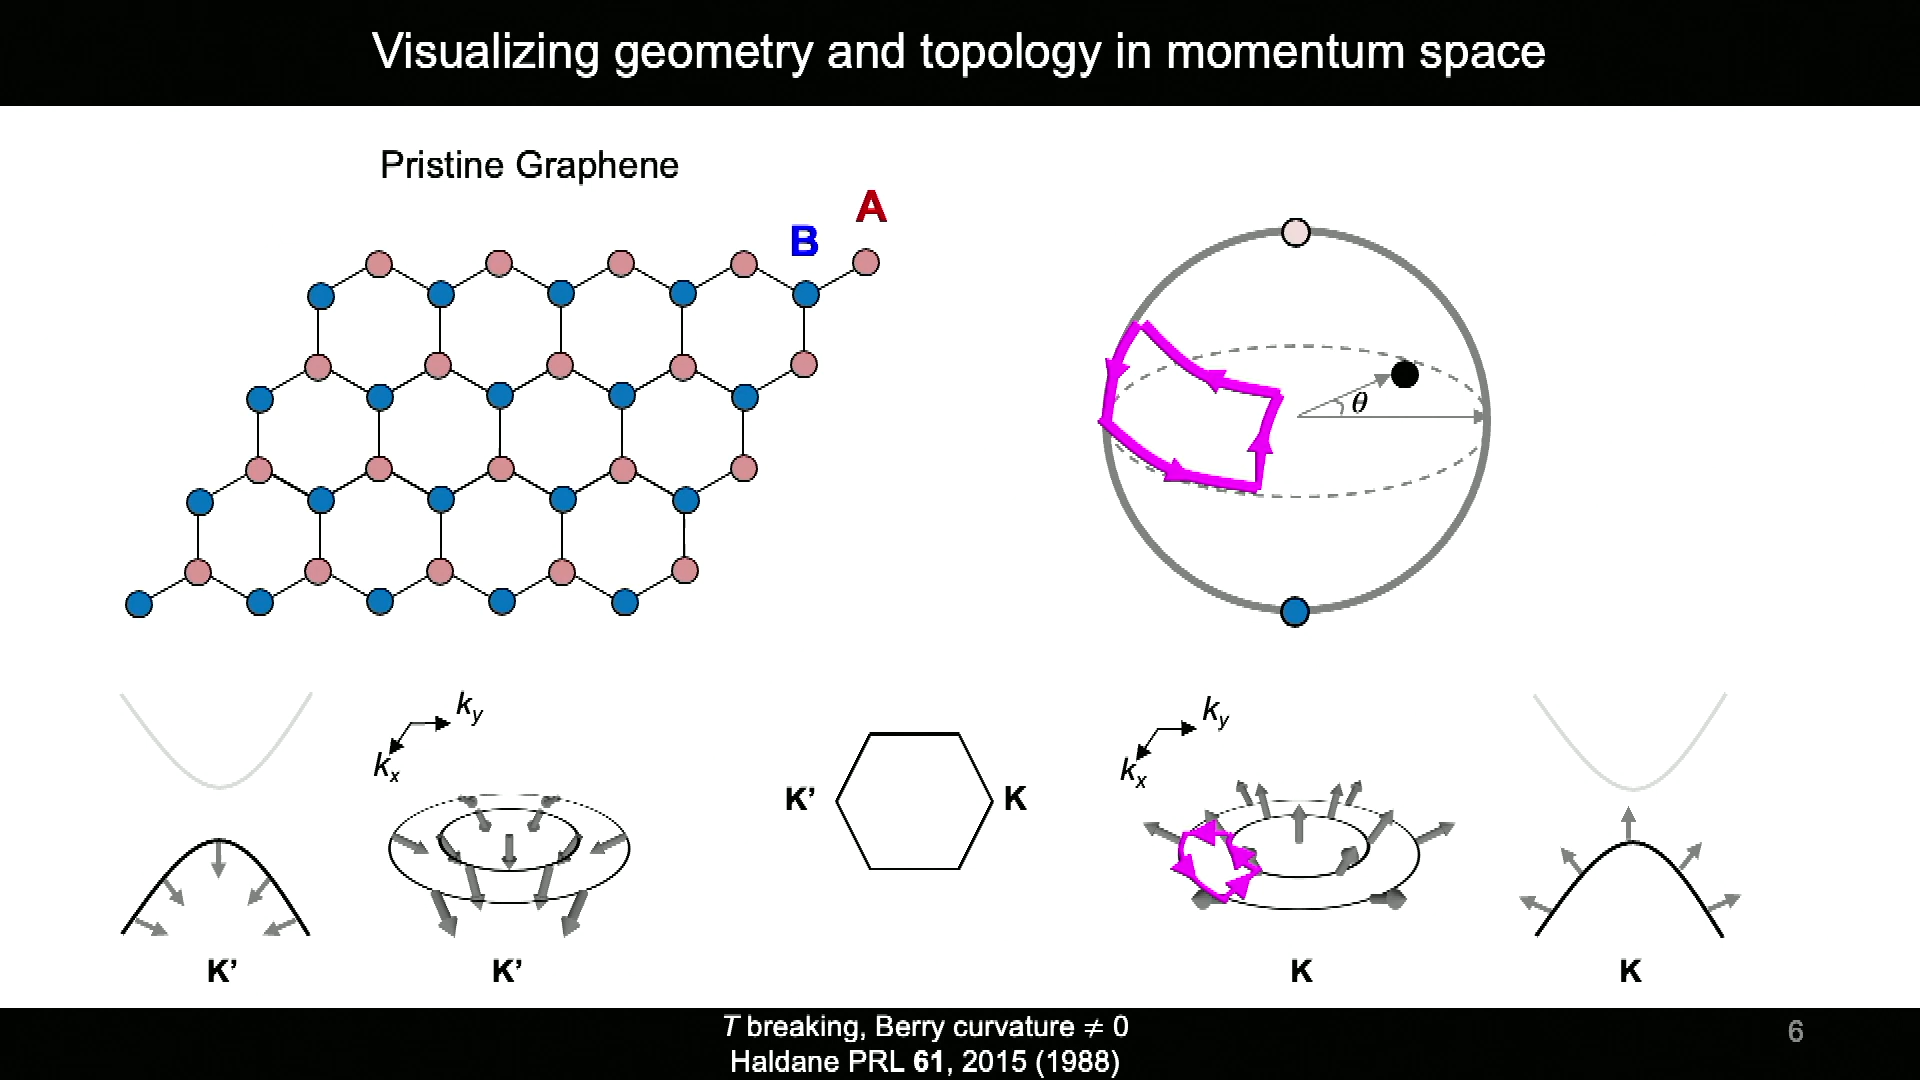 Visualizing geometry and topology in momentum space
Pristine Graphene
A
B
θ
ky
kx
K’
K
ky
kx
K’
K’
K
K
T breaking, Berry curvature ≠ 0
Haldane PRL 61, 2015 (1988)
6